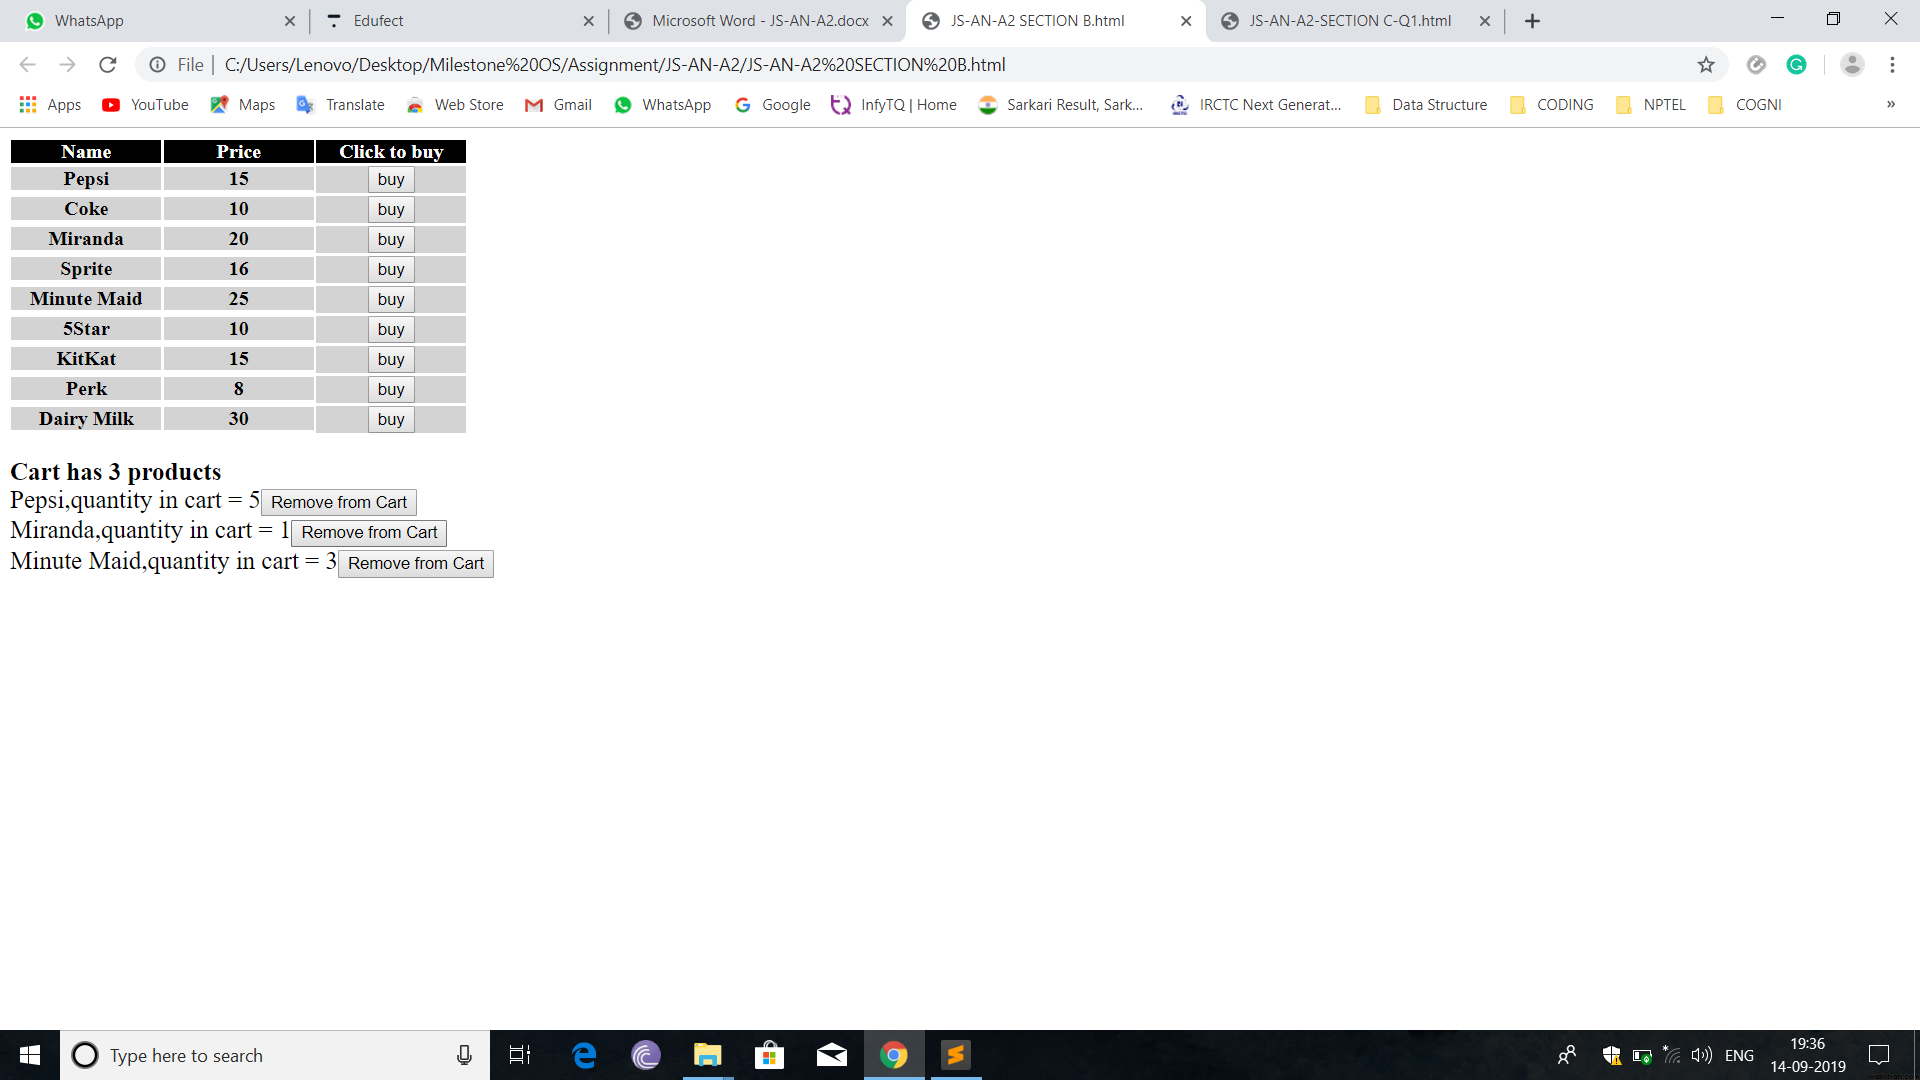 WhatsApp
Edufect
Microsoft Word - JS-AN-A2.docx
JS-AN-A2 SECTION B.html
JS-AN-A2-SECTION C-Q1.html
File | C:/Users/Lenovo/Desktop/Milestone%20OS/Assignment/JS-AN-A2/JS-AN-A2%20SECTION%20B.html
Apps YouTube Maps Translate Web Store Gmail WhatsApp Google InfyTQ | Home Sarkari Result, Sark... IRCTC Next Generat... Data Structure CODING NPTEL COGNI »
Name Price Click to buy
Pepsi 15 buy
Coke 10 buy
Miranda 20 buy
Sprite 16 buy
Minute Maid 25 buy
5Star 10 buy
KitKat 15 buy
Perk 8 buy
Dairy Milk 30 buy
Cart has 3 products
Pepsi,quantity in cart = 5 Remove from Cart
Miranda,quantity in cart = 1 Remove from Cart
Minute Maid,quantity in cart = 3 Remove from Cart
Type here to search
ENG
19:36
14-09-2019